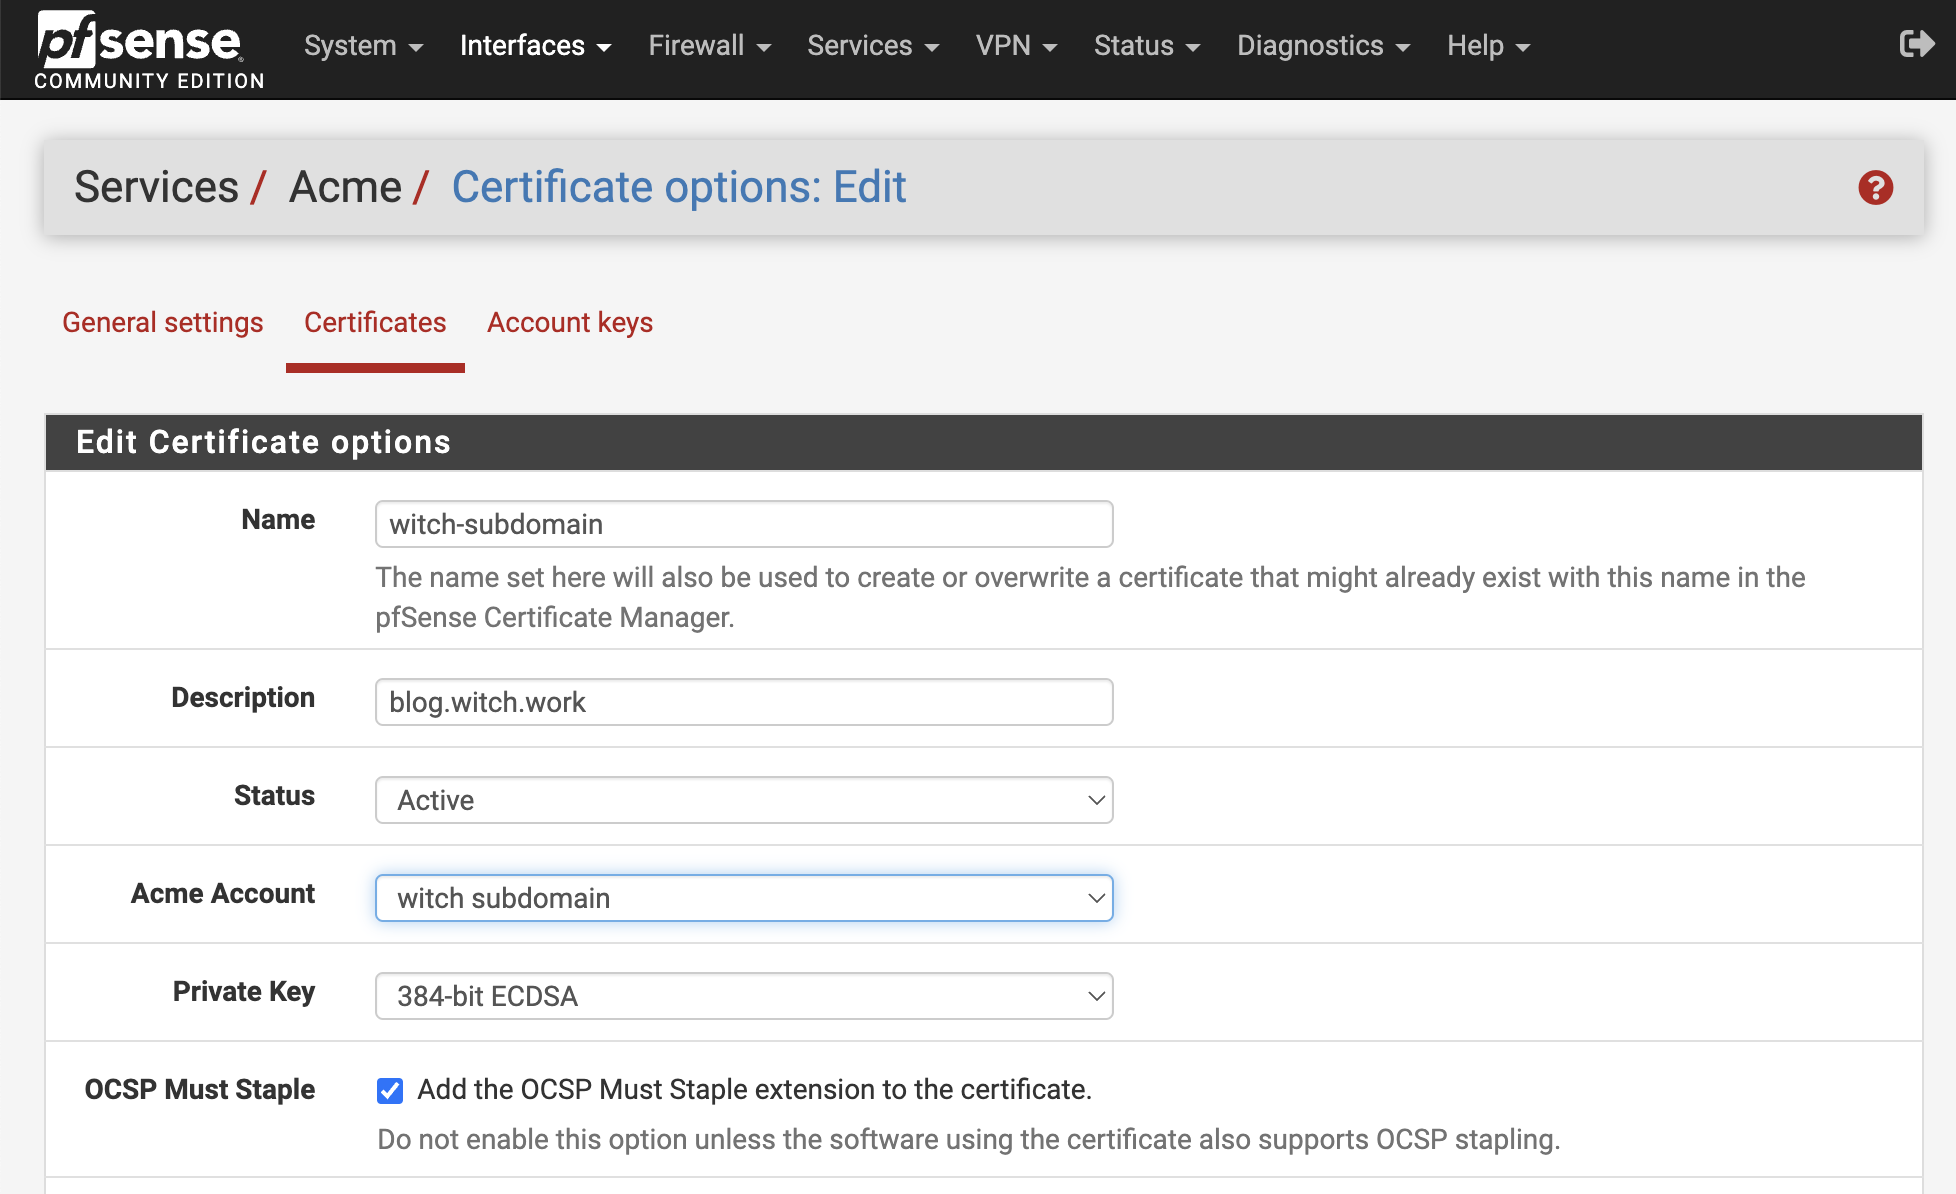 pfsense
COMMUNITY EDITION
System
Interfaces
Firewall
Services
VPN
Status
Diagnostics
Help
Services / Acme / Certificate options: Edit
General settings
Certificates
Account keys
Edit Certificate options
Name
witch-subdomain
The name set here will also be used to create or overwrite a certificate that might already exist with this name in the
pfSense Certificate Manager.
Description
blog.witch.work
Status
Active
Acme Account
witch subdomain
Private Key
384-bit ECDSA
OCSP Must Staple
Add the OCSP Must Staple extension to the certificate.
Do not enable this option unless the software using the certificate also supports OCSP stapling.